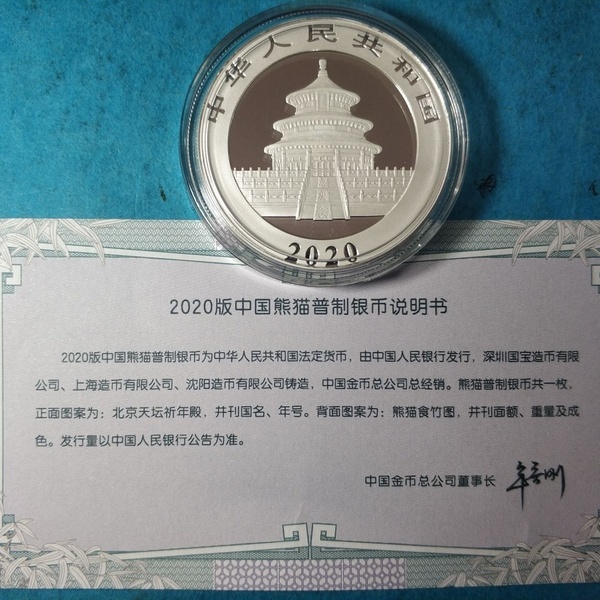 中华人民共和国
2020
2020版中国熊猫普制银币说明书
2020版中国熊猫普制银币为中华人民共和国法定货币，由中国人民银行发行，深圳国宝造币有限
公司、上海造币有限公司、沈阳造币有限公司铸造，中国金币总公司总经销。熊猫普制银币共一枚，
正面图案为：北京天坛祈年殿，并刊国名、年号。背面图案为：熊猫食竹图，并刊面额、重量及成
色。发行量以中国人民银行公告为准。
中国金币总公司董事长